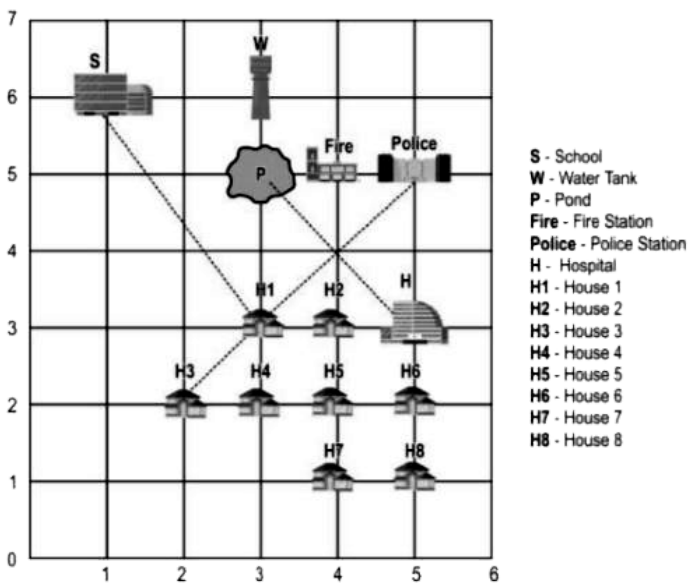 7
W
S
6
Fire
Police
5
P
4
H1
H2
H
3
H3
H4
H5
H6
2
H7
H8
1
0
1 2 3 4 5 6
S - School
W - Water Tank
P - Pond
Fire - Fire Station
Police - Police Station
H - Hospital
H1 - House 1
H2 - House 2
H3 - House 3
H4 - House 4
H5 - House 5
H6 - House 6
H7 - House 7
H8 - House 8